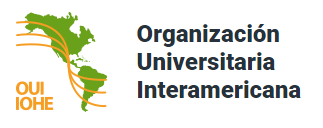 OUI
IOHE
Organización
Universitaria
Interamericana